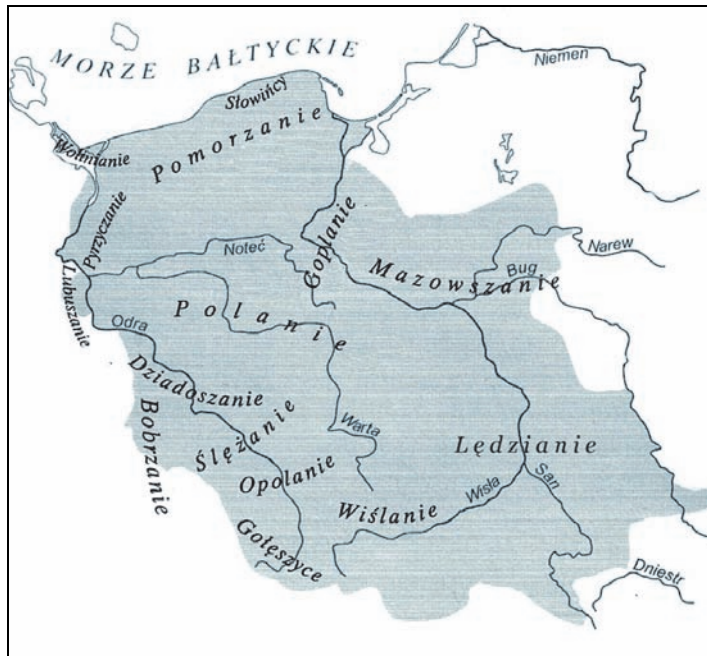 MORZE BAŁTYCKIE
Niemen
Słowińcy
Pomorzanie
Wolinianie
Pyrzyczanie
Goplanie
Noteć
Narew
Mazowszanie
Bug
Lubuszanie
Polanie
Odra
Dziadoszanie
Bobrzanie
Ślężanie
Warta
Lędzianie
Opolanie
San
Wisła
Wiślanie
Gołęszyce
Dniestr